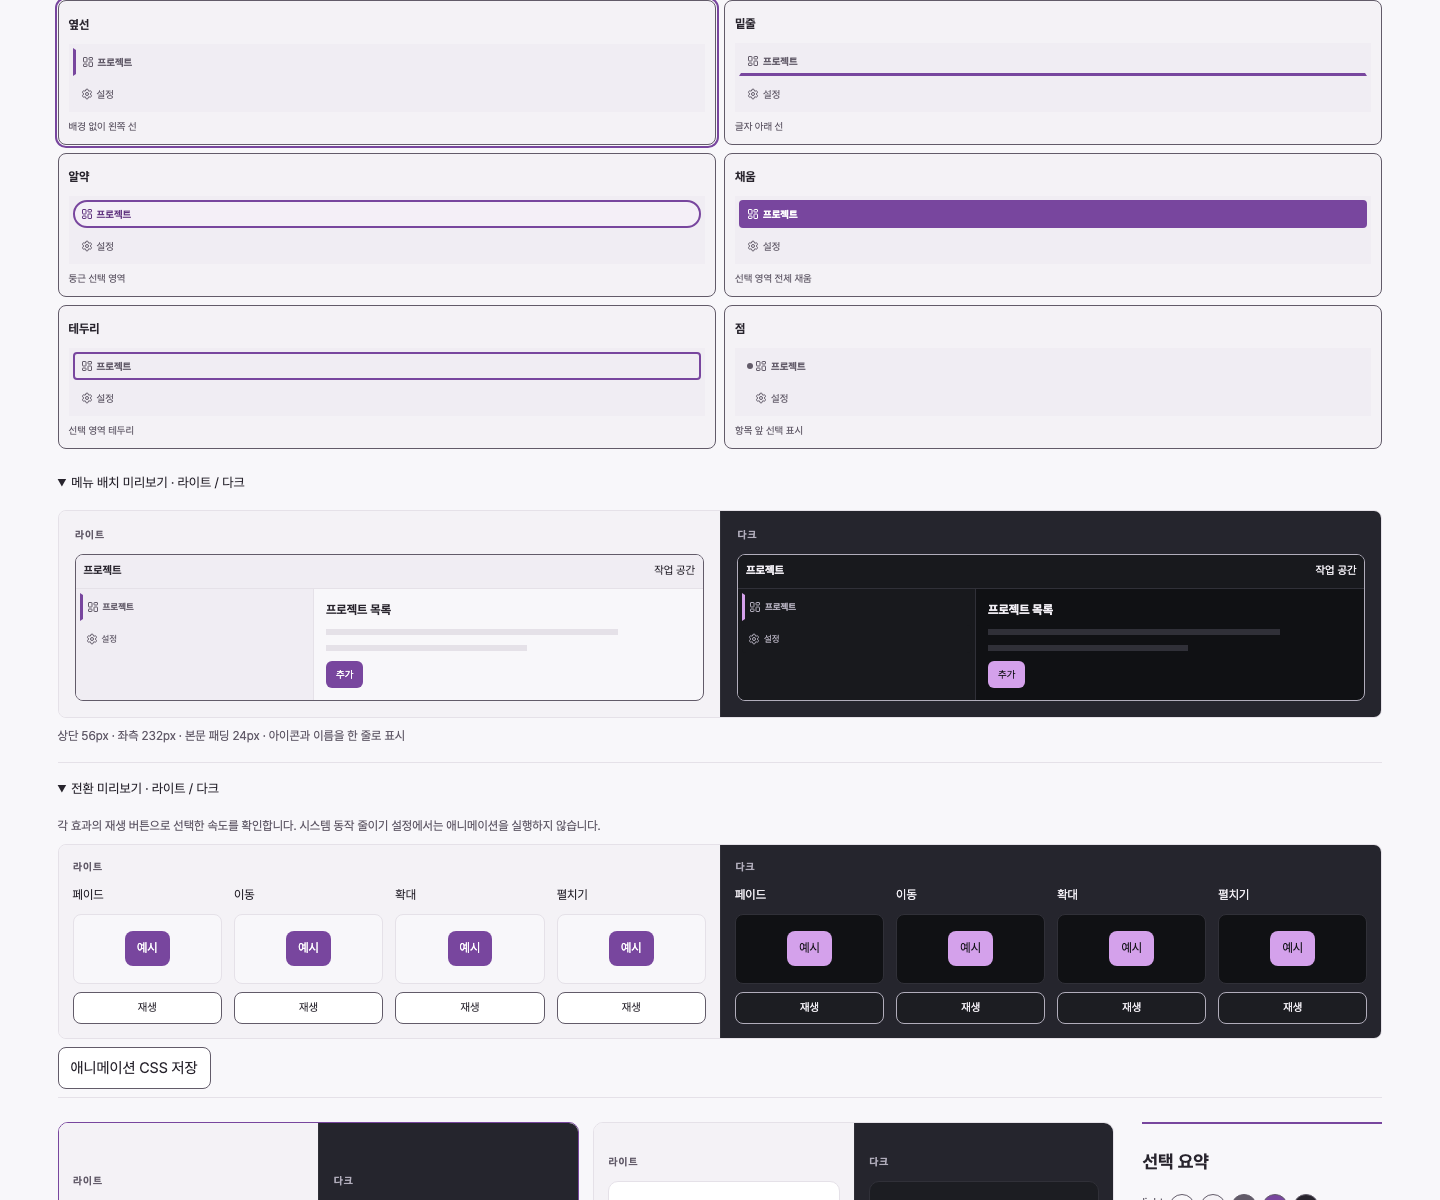 옆선
프로젝트
설정
배경 없이 왼쪽 선
밑줄
프로젝트
설정
글자 아래 선
알약
프로젝트
설정
둥근 선택 영역
채움
프로젝트
설정
선택 영역 전체 채움
테두리
프로젝트
설정
선택 영역 테두리
점
프로젝트
설정
항목 앞 선택 표시
▼ 메뉴 배치 미리보기 · 라이트 / 다크
라이트
프로젝트 작업 공간
프로젝트
설정
프로젝트 목록
추가
다크
프로젝트 작업 공간
프로젝트
설정
프로젝트 목록
추가
상단 56px · 좌측 232px · 본문 패딩 24px · 아이콘과 이름을 한 줄로 표시
▼ 전환 미리보기 · 라이트 / 다크
각 효과의 재생 버튼으로 선택한 속도를 확인합니다. 시스템 동작 줄이기 설정에서는 애니메이션을 실행하지 않습니다.
라이트
페이드 이동 확대 펼치기
예시 예시 예시 예시
재생 재생 재생 재생
다크
페이드 이동 확대 펼치기
예시 예시 예시 예시
재생 재생 재생 재생
애니메이션 CSS 저장
라이트
다크
라이트
다크
선택 요약